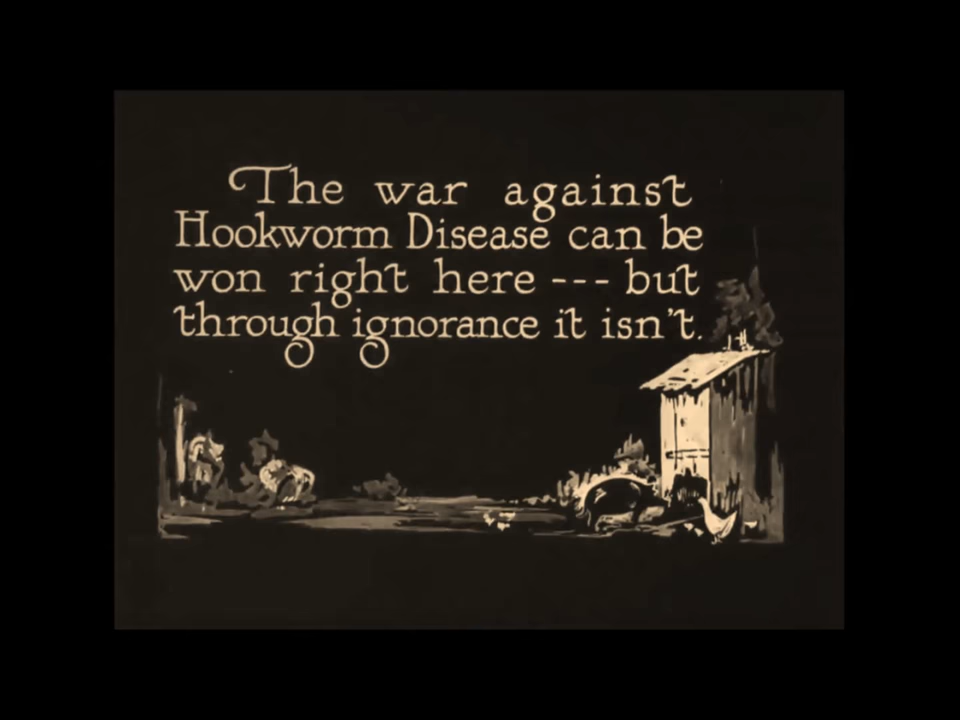 The war against
Hookworm Disease can be
won right here --- but
through ignorance it isn't.